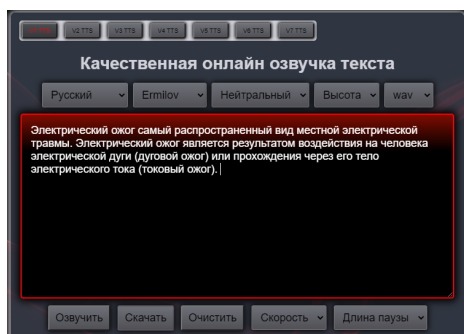 V1 TTS V2 TTS V3 TTS V4 TTS V5 TTS V6 TTS V7 TTS
Качественная онлайн озвучка текста
Русский Ermilov Нейтральный Высота wav
Электрический ожог самый распространенный вид местной электрической
травмы. Электрический ожог является результатом воздействия на человека
электрической дуги (дуговой ожог) или прохождения через его тело
электрического тока (токовый ожог).
Озвучить Скачать Очистить Скорость Длина паузы